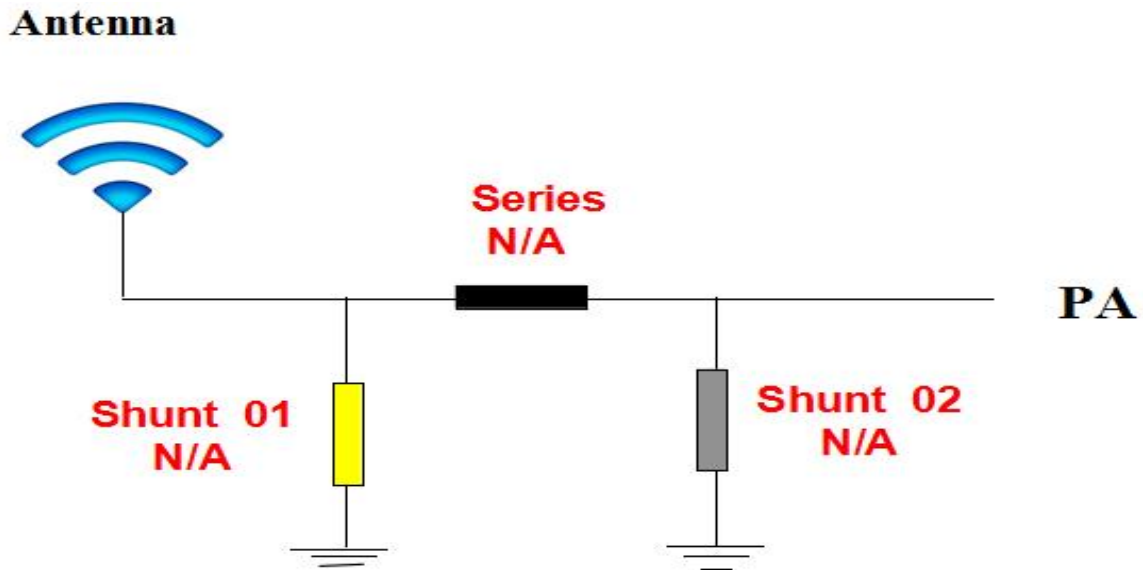 Antenna
Series
N/A
PA
Shunt 01
N/A
Shunt 02
N/A